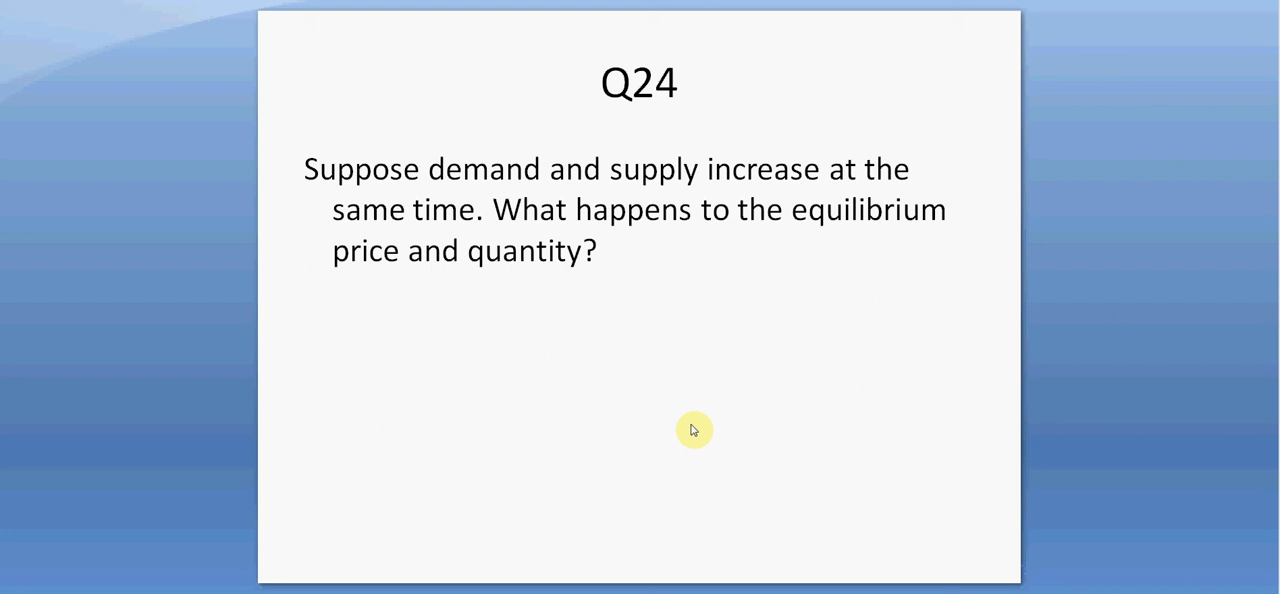 Q24
Suppose demand and supply increase at the
same time. What happens to the equilibrium
price and quantity?